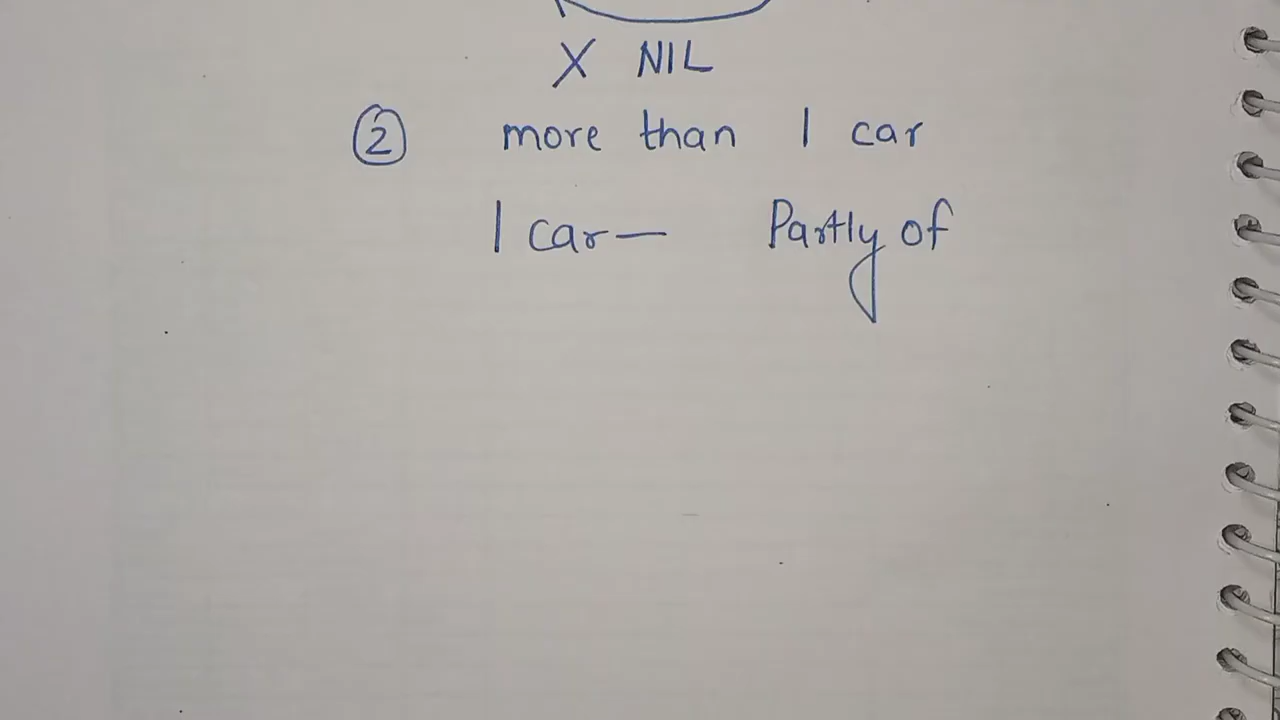 X NIL
② more than 1 car
1 car— Partly of